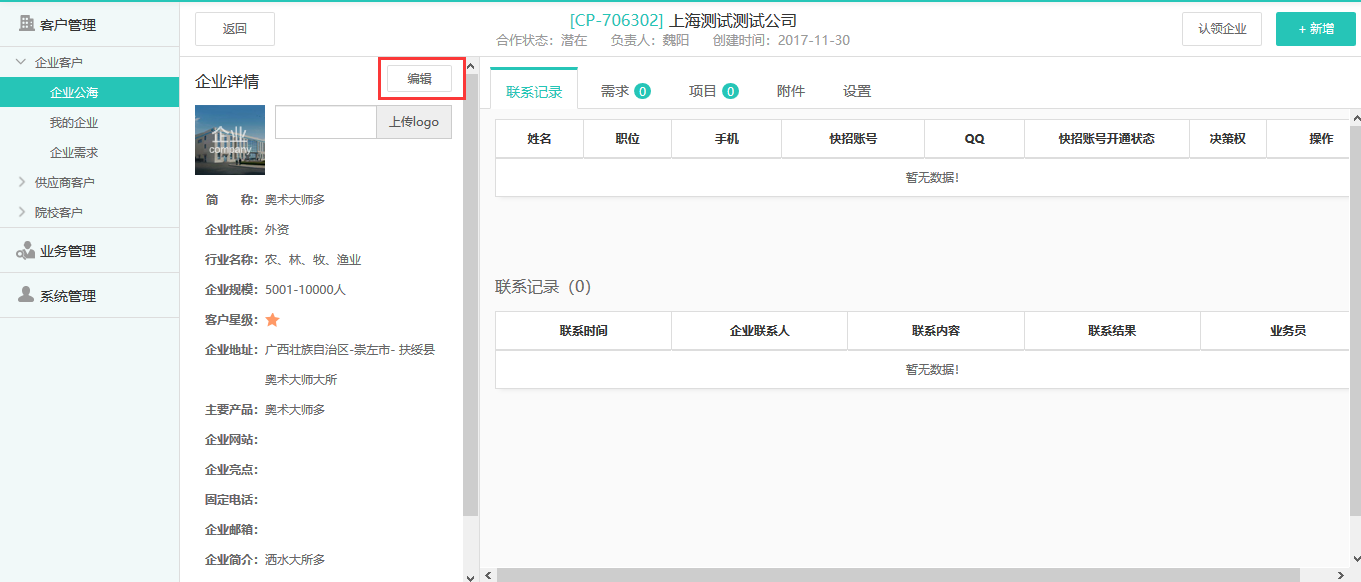 客户管理
企业客户
企业公海
我的企业
企业需求
供应商客户
院校客户
业务管理
系统管理
返回
[CP-706302] 上海测试测试公司
合作状态：潜在 负责人：魏阳 创建时间：2017-11-30
认领企业
+ 新增
企业详情
编辑
企业
company
上传logo
简 称：奥术大师多
企业性质：外资
行业名称：农、林、牧、渔业
企业规模：5001-10000人
客户星级：
企业地址：广西壮族自治区-崇左市- 扶绥县
奥术大师大所
主要产品：奥术大师多
企业网站：
企业亮点：
固定电话：
企业邮箱：
企业简介：洒水大所多
联系记录 需求 0 项目 0 附件 设置
姓名 职位 手机 快招账号 QQ 快招账号开通状态 决策权 操作
暂无数据！
联系记录（0）
联系时间 企业联系人 联系内容 联系结果 业务员
暂无数据！